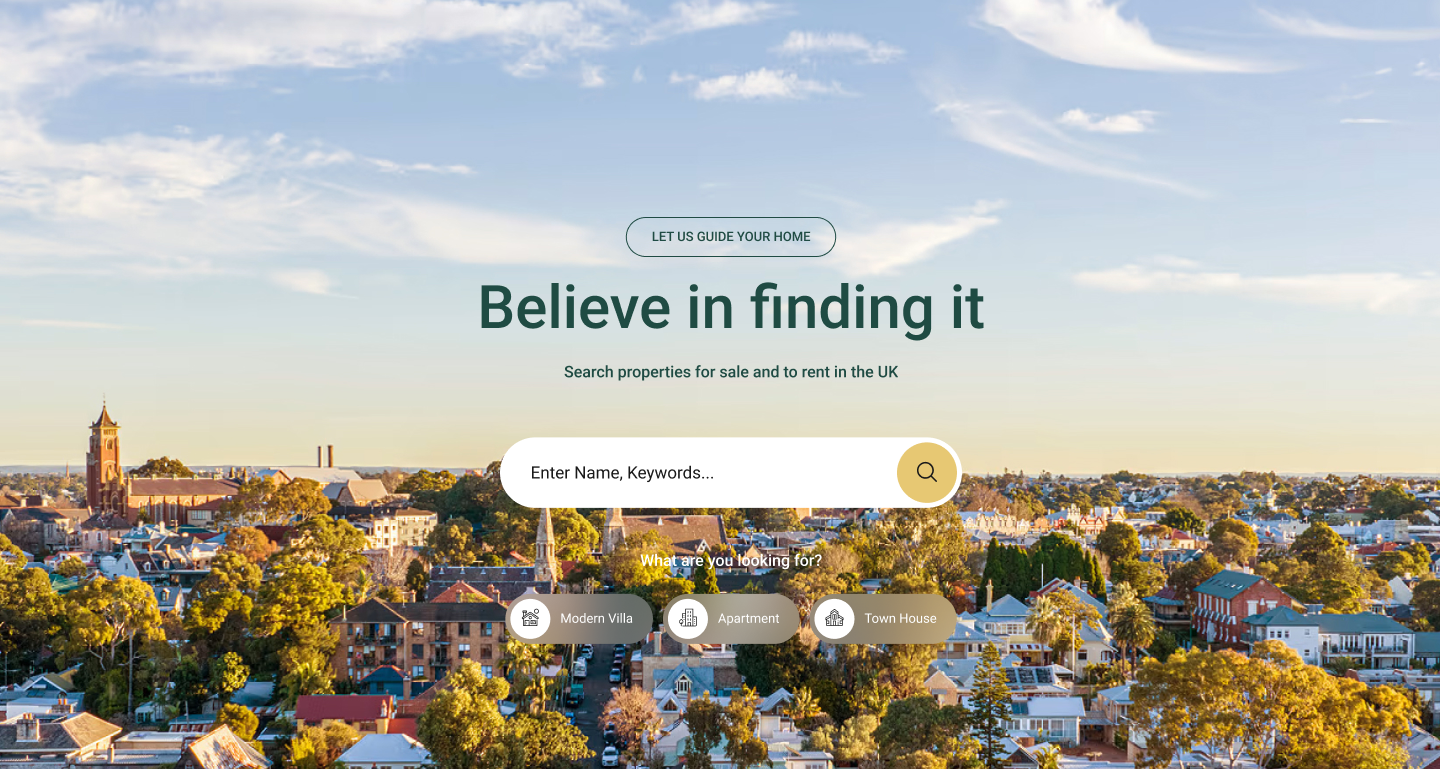 LET US GUIDE YOUR HOME
Believe in finding it
Search properties for sale and to rent in the UK
Enter Name, Keywords...
What are you looking for?
Modern Villa
Apartment
Town House